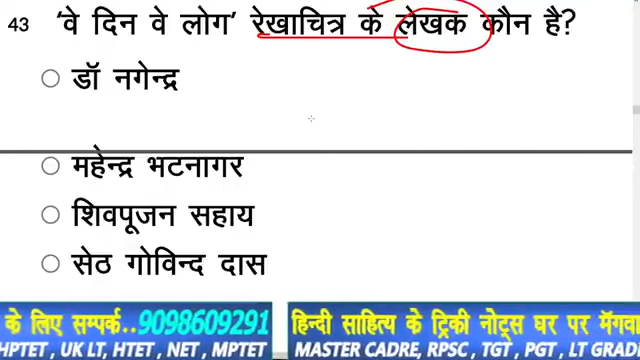 43 ‘वे दिन वे लोग’ रेखाचित्र के लेखक कौन है?
डॉ नगेन्द्र
महेन्द्र भटनागर
शिवपूजन सहाय
सेठ गोविन्द दास
के लिए सम्पर्क..9098609291
हिन्दी साहित्य के ट्रिकी नोट्स घर पर मॅगवा
HPTET , UK LT, HTET , NET , MPTET
MASTER CADRE, RPSC , TGT , PGT , LT GRAD